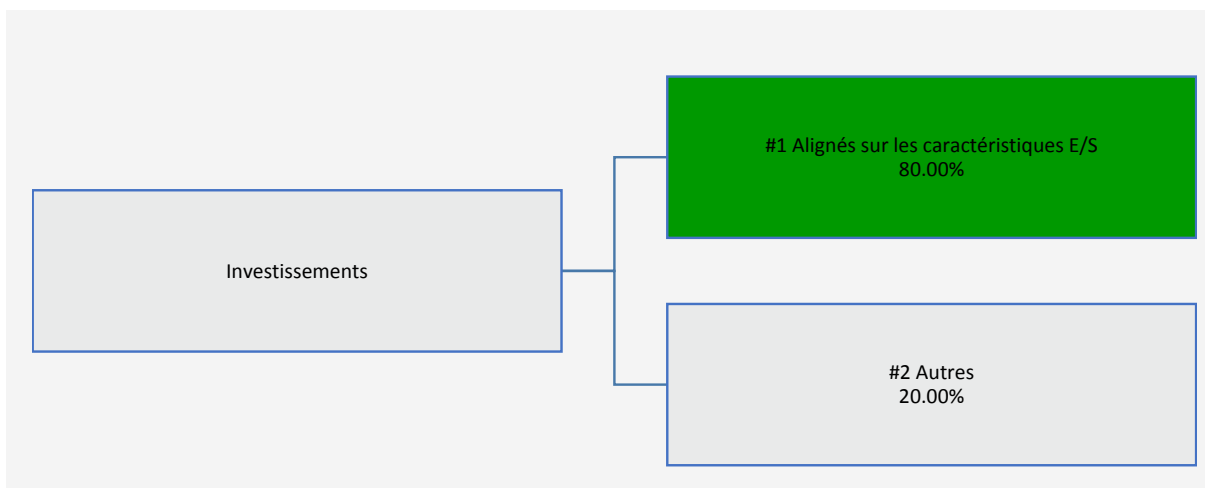 Investissements
#1 Alignés sur les caractéristiques E/S
80.00%
#2 Autres
20.00%